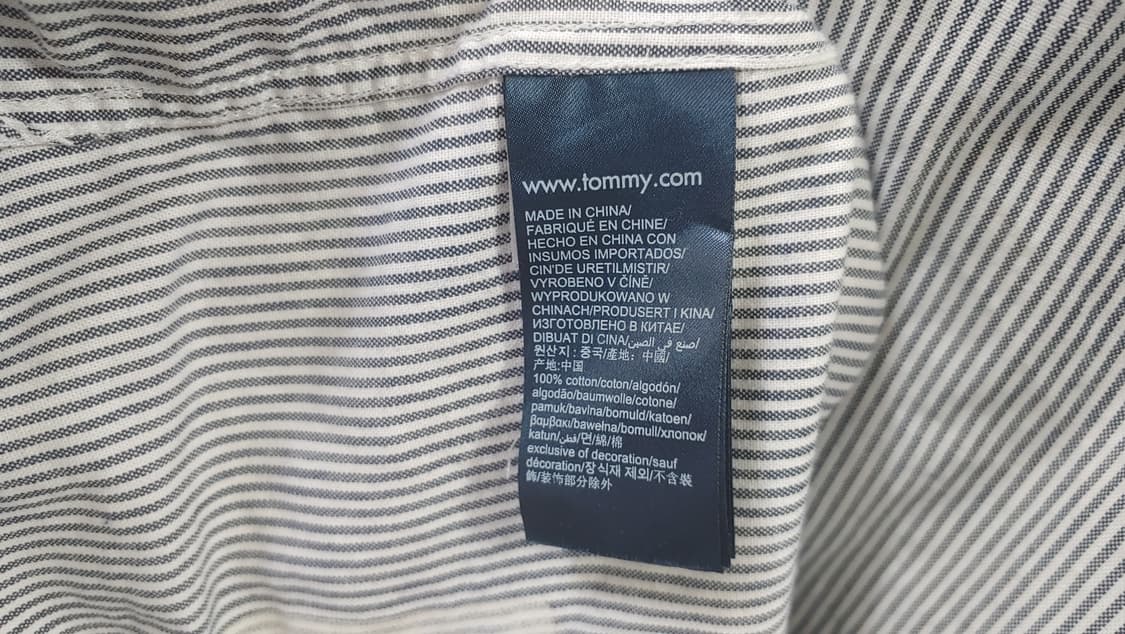 www.tommy.com
MADE IN CHINA/
FABRIQUÉ EN CHINE/
HECHO EN CHINA CON
INSUMOS IMPORTADOS/
CIN'DE URETILMISTIR/
VYROBENO V ČÍNĚ/
WYPRODUKOWANO W
CHINACH/PRODUSERT I KINA/
ИЗГОТОВЛЕНО В КИТАЕ/
DIBUAT DI CINA/صنع في الصين/
원산지 : 중국/產地：中國/
产地:中国
100% cotton/coton/algodón/
algodão/baumwolle/cotone/
pamuk/bavlna/bomuld/katoen/
βαμβακι/bawełna/bomull/хлопок/
katun/قطن/면/綿/棉
exclusive of decoration/sauf
décoration/장식재 제외/不含裝
飾/装饰部分除外